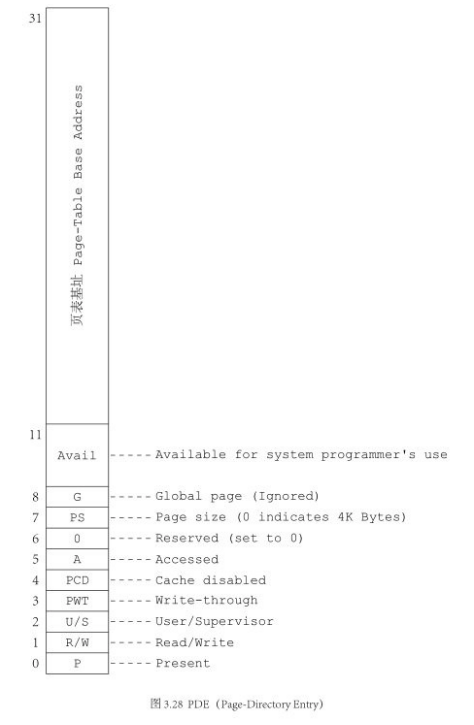 31
页表基址 Page-Table Base Address
11
Avail ----- Available for system programmer's use
8 G ----- Global page (Ignored)
7 PS ----- Page size (0 indicates 4K Bytes)
6 0 ----- Reserved (set to 0)
5 A ----- Accessed
4 PCD ----- Cache disabled
3 PWT ----- Write-through
2 U/S ----- User/Supervisor
1 R/W ----- Read/Write
0 P ----- Present
图 3.28 PDE（Page-Directory Entry）